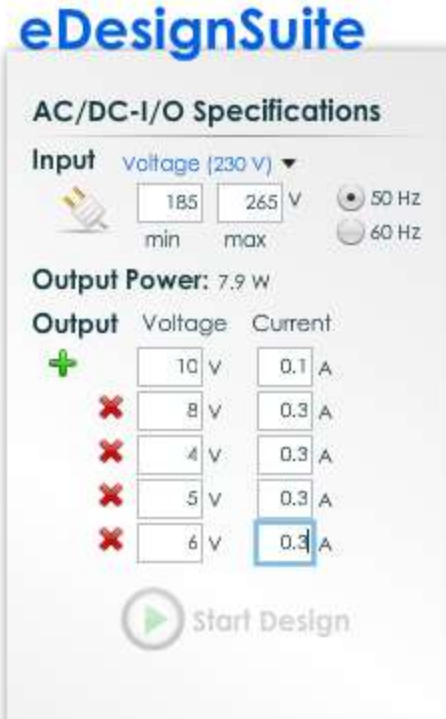 eDesignSuite
AC/DC-I/O Specifications
Input Voltage (230 V)
185 265 V 50 Hz
min max 60 Hz
Output Power: 7.9 W
Output Voltage Current
10 V 0.1 A
8 V 0.3 A
4 V 0.3 A
5 V 0.3 A
6 V 0.3 A
Start Design